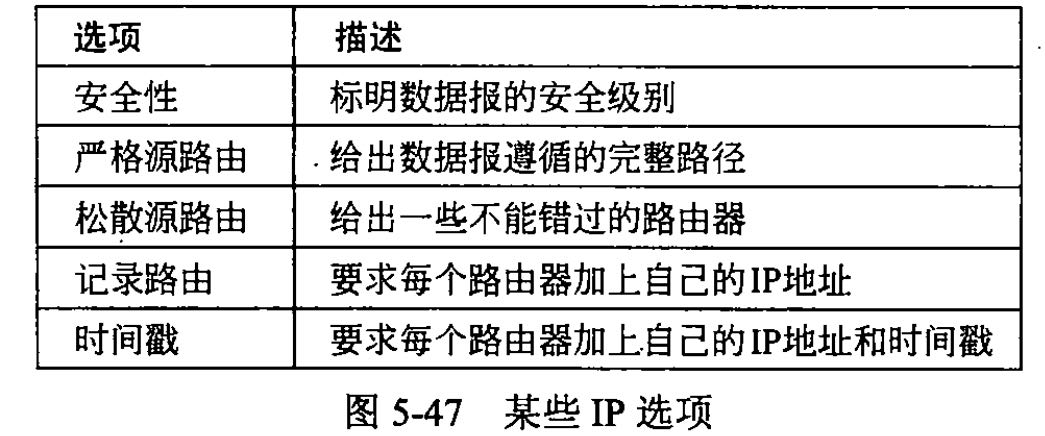 选项 描述
安全性 标明数据报的安全级别
严格源路由 给出数据报遵循的完整路径
松散源路由 给出一些不能错过的路由器
记录路由 要求每个路由器加上自己的IP地址
时间戳 要求每个路由器加上自己的IP地址和时间戳
图 5-47 某些 IP 选项